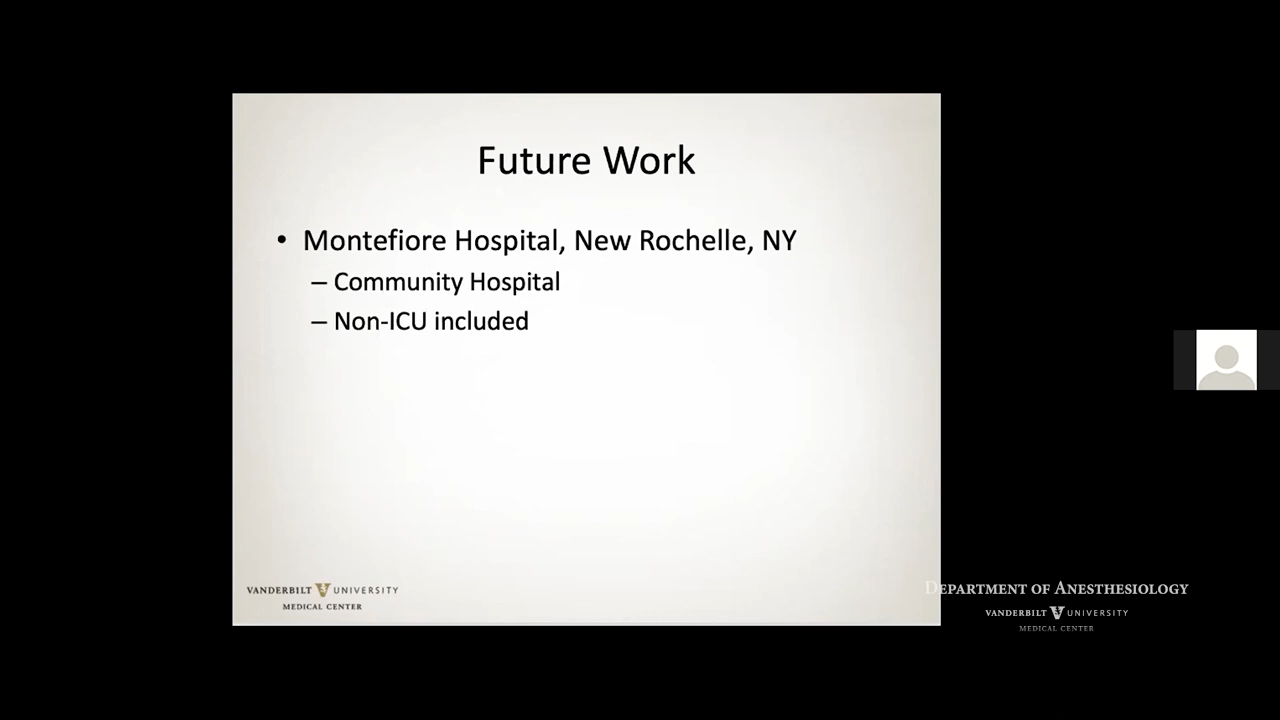 Future Work
• Montefiore Hospital, New Rochelle, NY
– Community Hospital
– Non-ICU included
VANDERBILT UNIVERSITY
MEDICAL CENTER
DEPARTMENT OF ANESTHESIOLOGY
VANDERBILT UNIVERSITY
MEDICAL CENTER